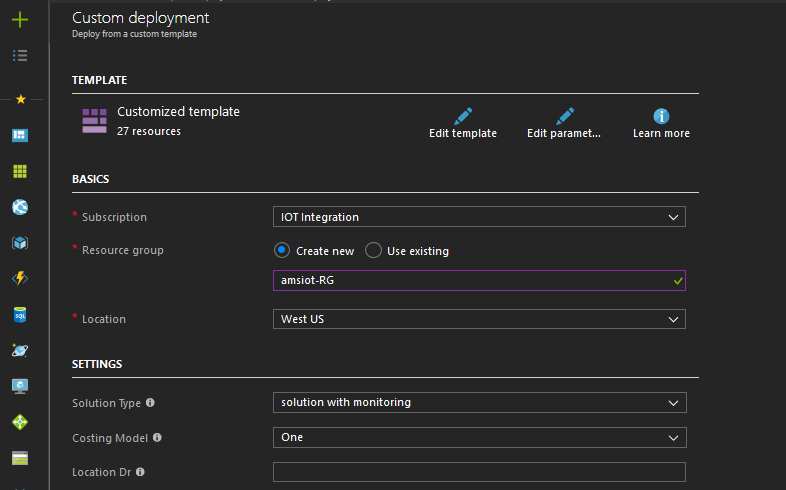 Custom deployment
Deploy from a custom template
TEMPLATE
Customized template
27 resources
Edit template
Edit paramet...
Learn more
BASICS
* Subscription
IOT Integration
* Resource group
Create new
Use existing
amsiot-RG
* Location
West US
SETTINGS
Solution Type
solution with monitoring
Costing Model
One
Location Dr
SQL